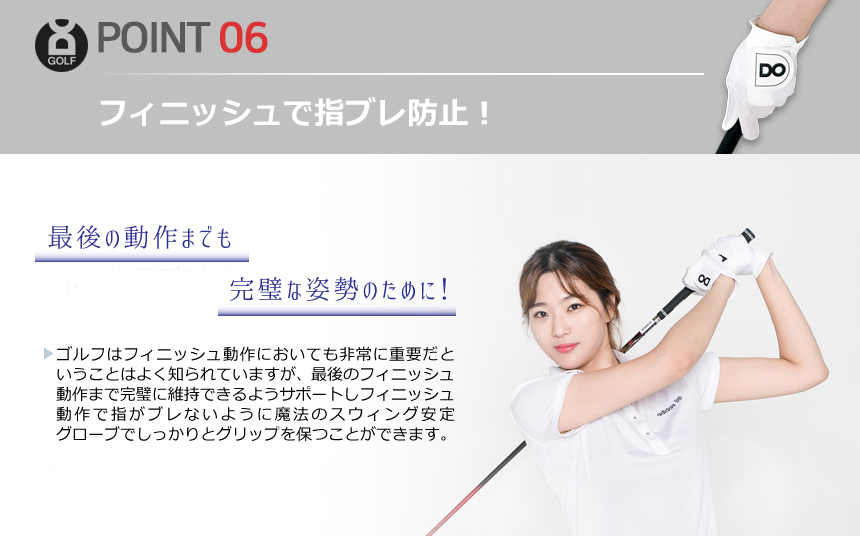 GOLF
POINT 06
DO
フィニッシュで指ブレ防止！
最後の動作までも
完璧な姿勢のために！
ゴルフはフィニッシュ動作においても非常に重要だと
いうことはよく知られていますが、最後のフィニッシュ
動作まで完璧に維持できるようサポートしフィニッシュ
動作で指がブレないように魔法のスウィング安定
グローブでしっかりとグリップを保つことができます。
DO